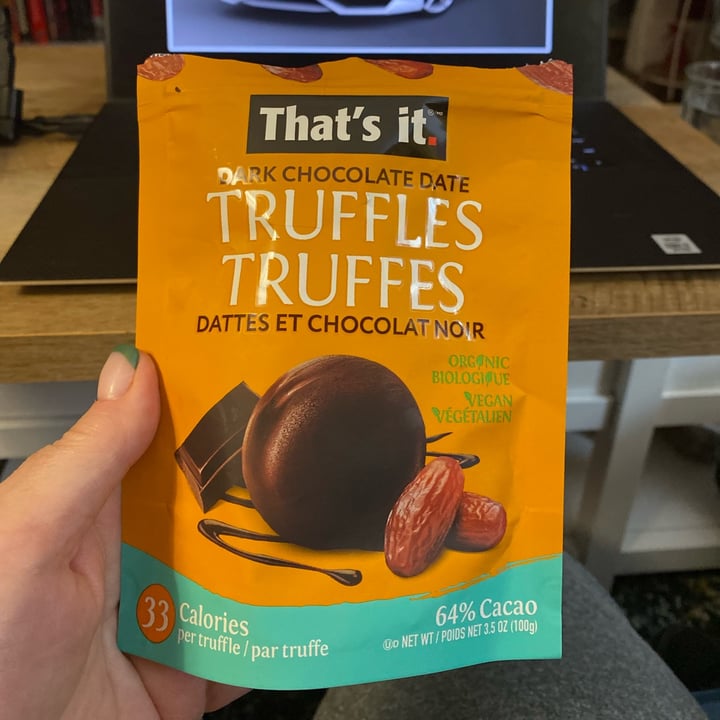 That's it.
DARK CHOCOLATE DATE
TRUFFLES
TRUFFES
DATTES ET CHOCOLAT NOIR
ORGANIC
BIOLOGIQUE
VEGAN
VÉGÉTALIEN
33 Calories
per truffle / par truffe
64% Cacao
NET WT / POIDS NET 3.5 OZ (100g)